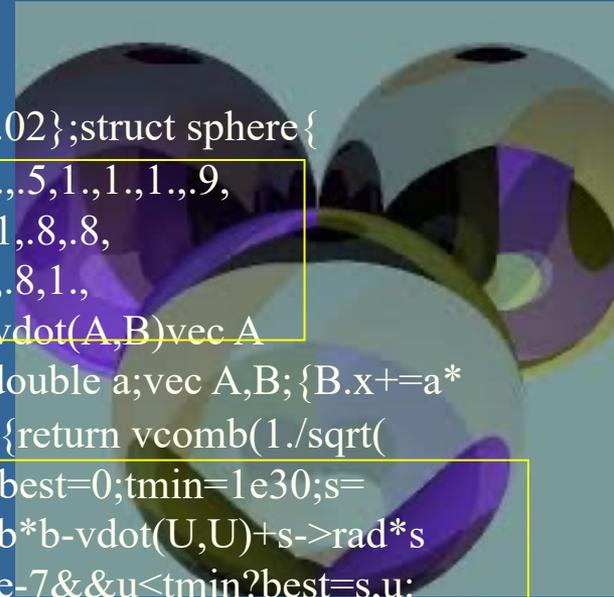 .02};struct sphere{
.,.5,1.,1.,1.,.9,
1,.8,.8,
,.8,1.,
vdot(A,B)vec A
double a;vec A,B;{B.x+=a*
{return vcomb(1./sqrt(
best=0;tmin=1e30;s=
b*b-vdot(U,U)+s->rad*s
e-7&&u<tmin?best=s,u: